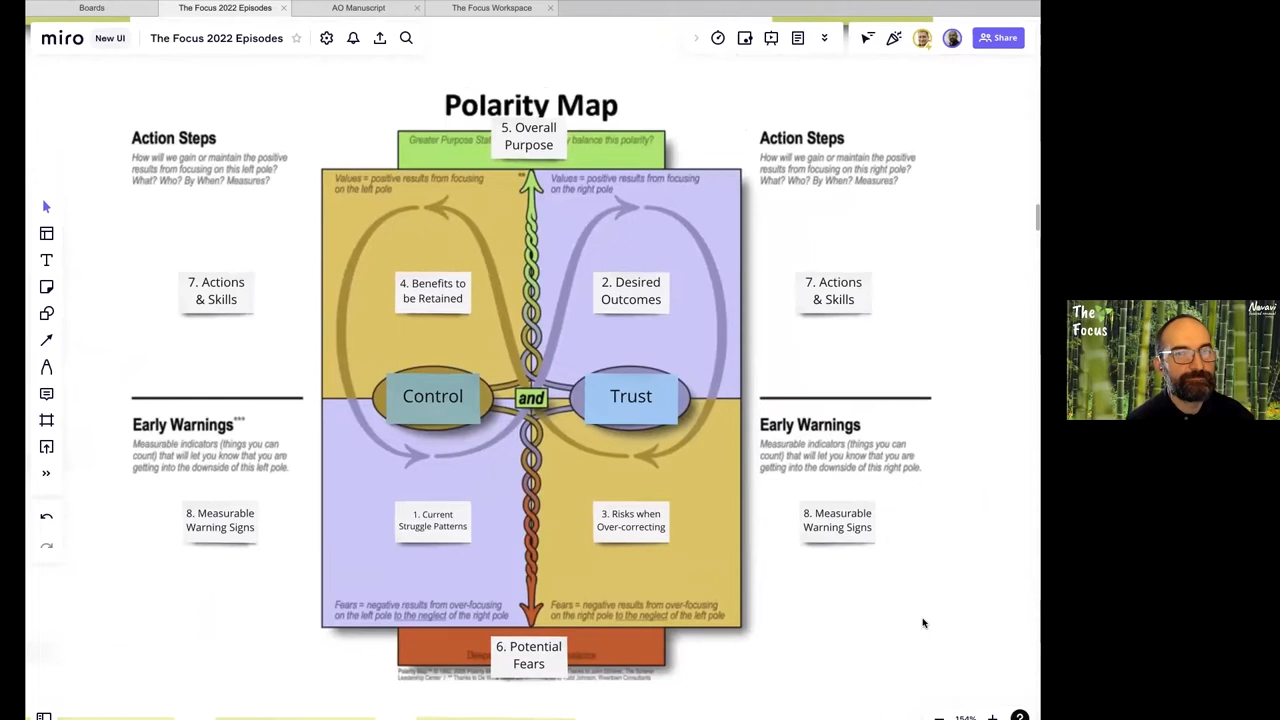 Boards
The Focus 2022 Episodes
AO Manuscript
The Focus Workspace
miro
New UI
The Focus 2022 Episodes
Share
Polarity Map
5. Overall
Purpose
Greater Purpose
balance this polarity?
Action Steps
How will we gain or maintain the positive
results from focusing on this left pole?
What? Who? By When? Measures?
Values = positive results from focusing
on the left pole
**
Values = positive results from focusing
on the right pole
Action Steps
How will we gain or maintain the positive
results from focusing on this right pole?
What? Who? By When? Measures?
7. Actions
& Skills
4. Benefits to
be Retained
2. Desired
Outcomes
7. Actions
& Skills
Control
and
Trust
Early Warnings***
Measurable indicators (things you can
count) that will let you know that you are
getting into the downside of this left pole.
Early Warnings
Measurable indicators (things you can
count) that will let you know that you are
getting into the downside of this right pole.
8. Measurable
Warning Signs
1. Current
Struggle Patterns
3. Risks when
Over-correcting
8. Measurable
Warning Signs
Fears = negative results from over-focusing
on the left pole to the neglect of the right pole
Fears = negative results from over-focusing
on the right pole to the neglect of the left pole
6. Potential
Fears
154%
The
Focus
Navavi